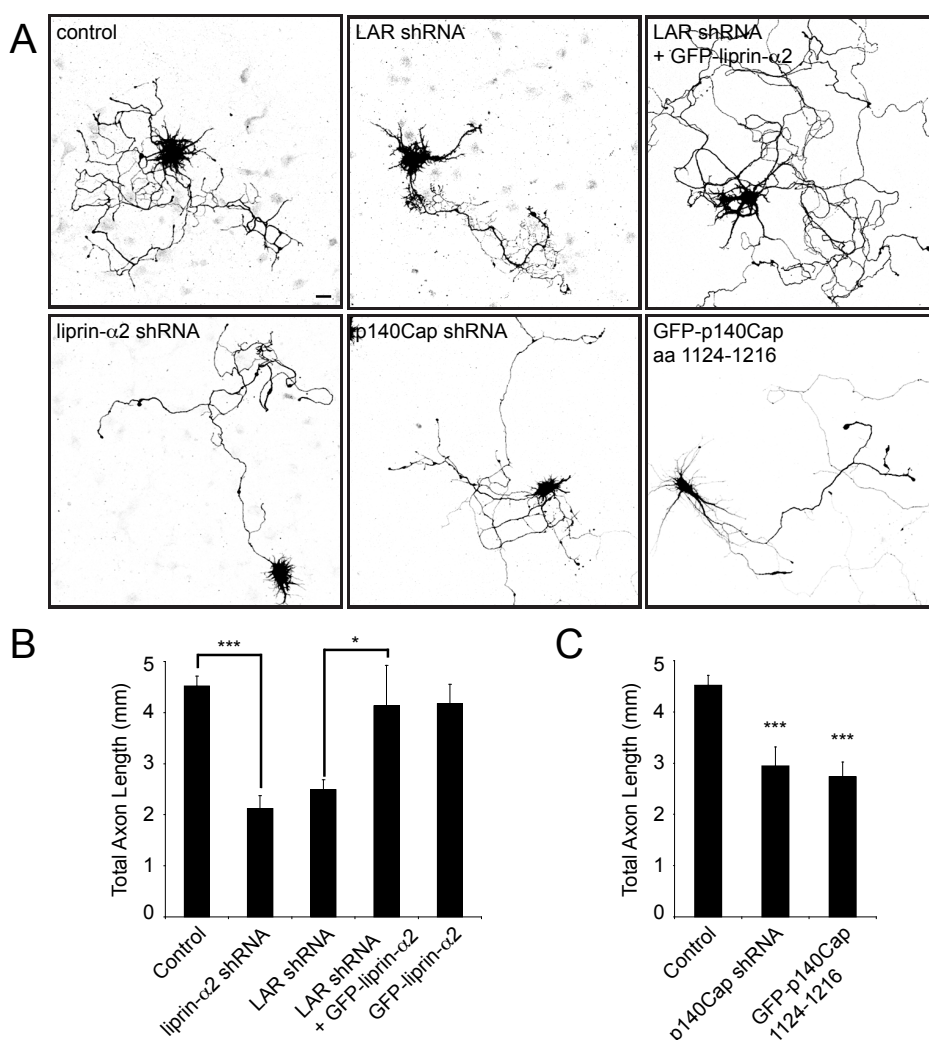 A
control
LAR shRNA
LAR shRNA
+ GFP-liprin-α2
liprin-α2 shRNA
p140Cap shRNA
GFP-p140Cap
aa 1124-1216
B
***
*
Total Axon Length (mm)
5
4
3
2
1
0
Control
liprin-α2 shRNA
LAR shRNA
LAR shRNA
+ GFP-liprin-α2
GFP-liprin-α2
C
***
***
Total Axon Length (mm)
5
4
3
2
1
0
Control
p140Cap shRNA
GFP-p140Cap
1124-1216